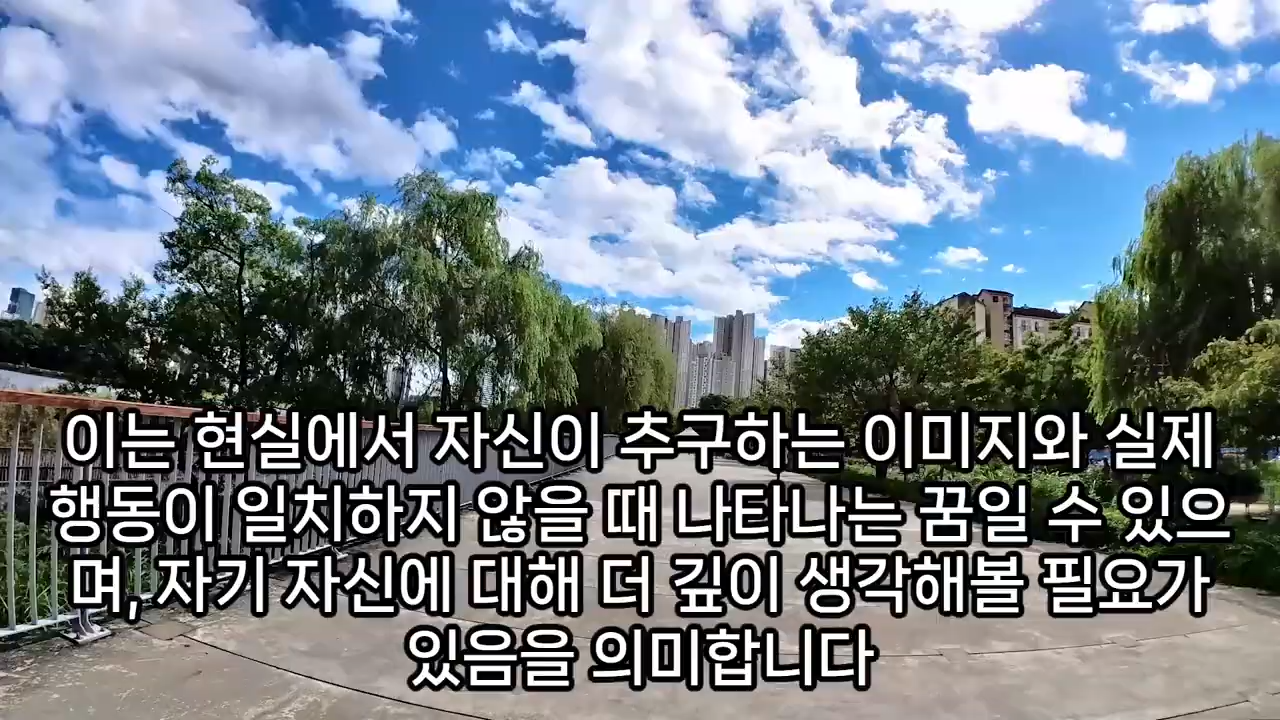 이는 현실에서 자신이 추구하는 이미지와 실제
행동이 일치하지 않을 때 나타나는 꿈일 수 있으
며, 자기 자신에 대해 더 깊이 생각해볼 필요가
있음을 의미합니다